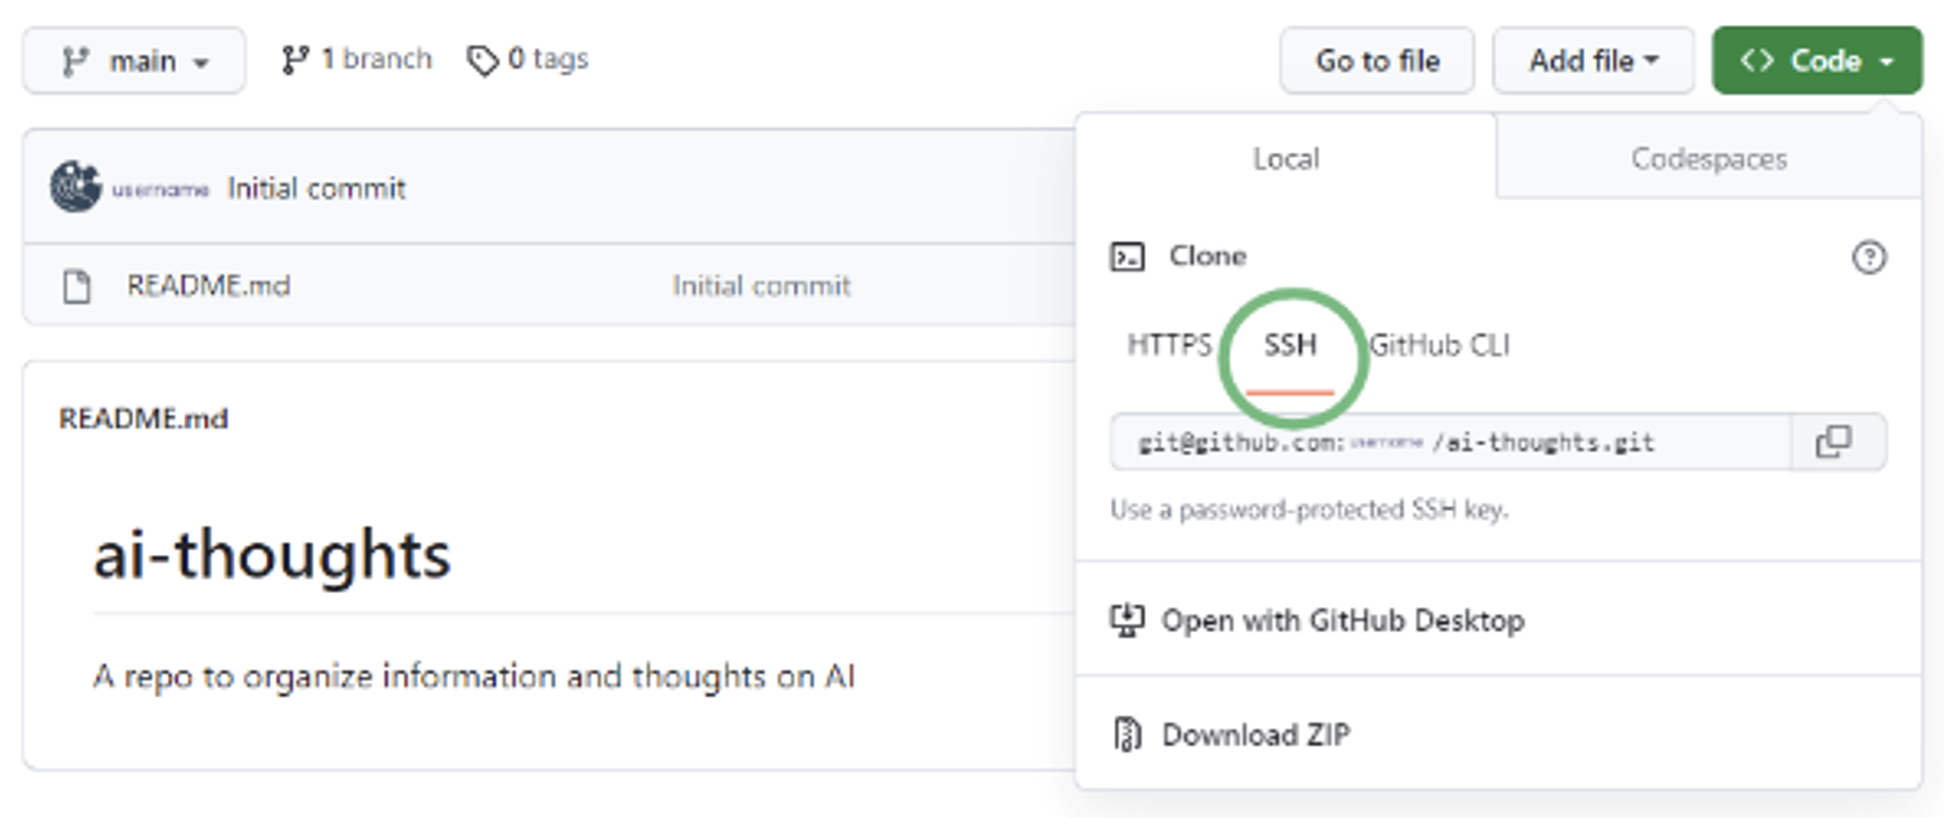 main 1 branch 0 tags Go to file Add file <> Code
Local Codespaces
username Initial commit
Clone
README.md Initial commit
HTTPS SSH GitHub CLI
README.md
git@github.com:username/ai-thoughts.git
Use a password-protected SSH key.
ai-thoughts
Open with GitHub Desktop
A repo to organize information and thoughts on AI
Download ZIP